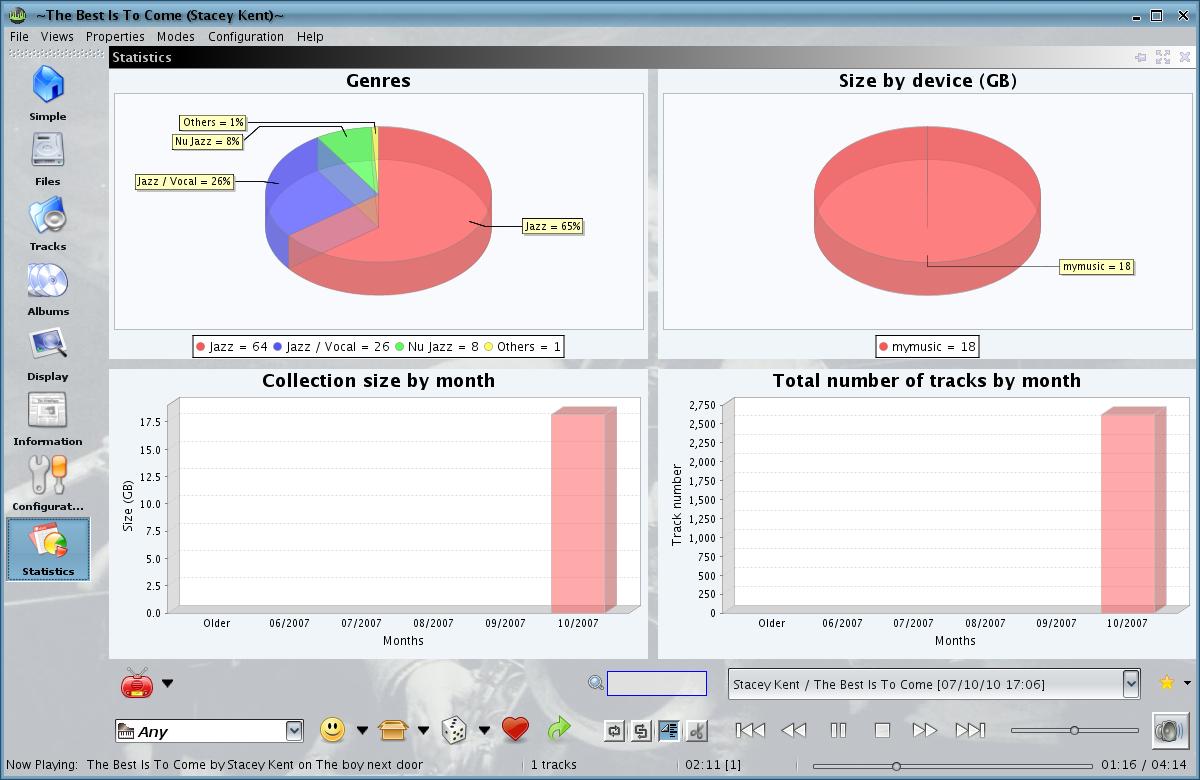 ~The Best Is To Come (Stacey Kent)~
File Views Properties Modes Configuration Help
Statistics
Simple
Files
Tracks
Albums
Display
Information
Configurat...
Statistics
Genres
Others = 1%
Nu Jazz = 8%
Jazz / Vocal = 26%
Jazz = 65%
Jazz = 64 Jazz / Vocal = 26 Nu Jazz = 8 Others = 1
Size by device (GB)
mymusic = 18
mymusic = 18
Collection size by month
Size (GB)
17.5
15.0
12.5
10.0
7.5
5.0
2.5
0.0
Older 06/2007 07/2007 08/2007 09/2007 10/2007
Months
Total number of tracks by month
Track number
2,750
2,500
2,250
2,000
1,750
1,500
1,250
1,000
750
500
250
0
Older 06/2007 07/2007 08/2007 09/2007 10/2007
Months
Stacey Kent / The Best Is To Come [07/10/10 17:06]
Any
Now Playing: The Best Is To Come by Stacey Kent on The boy next door 1 tracks 02:11 [1] 01:16 / 04:14